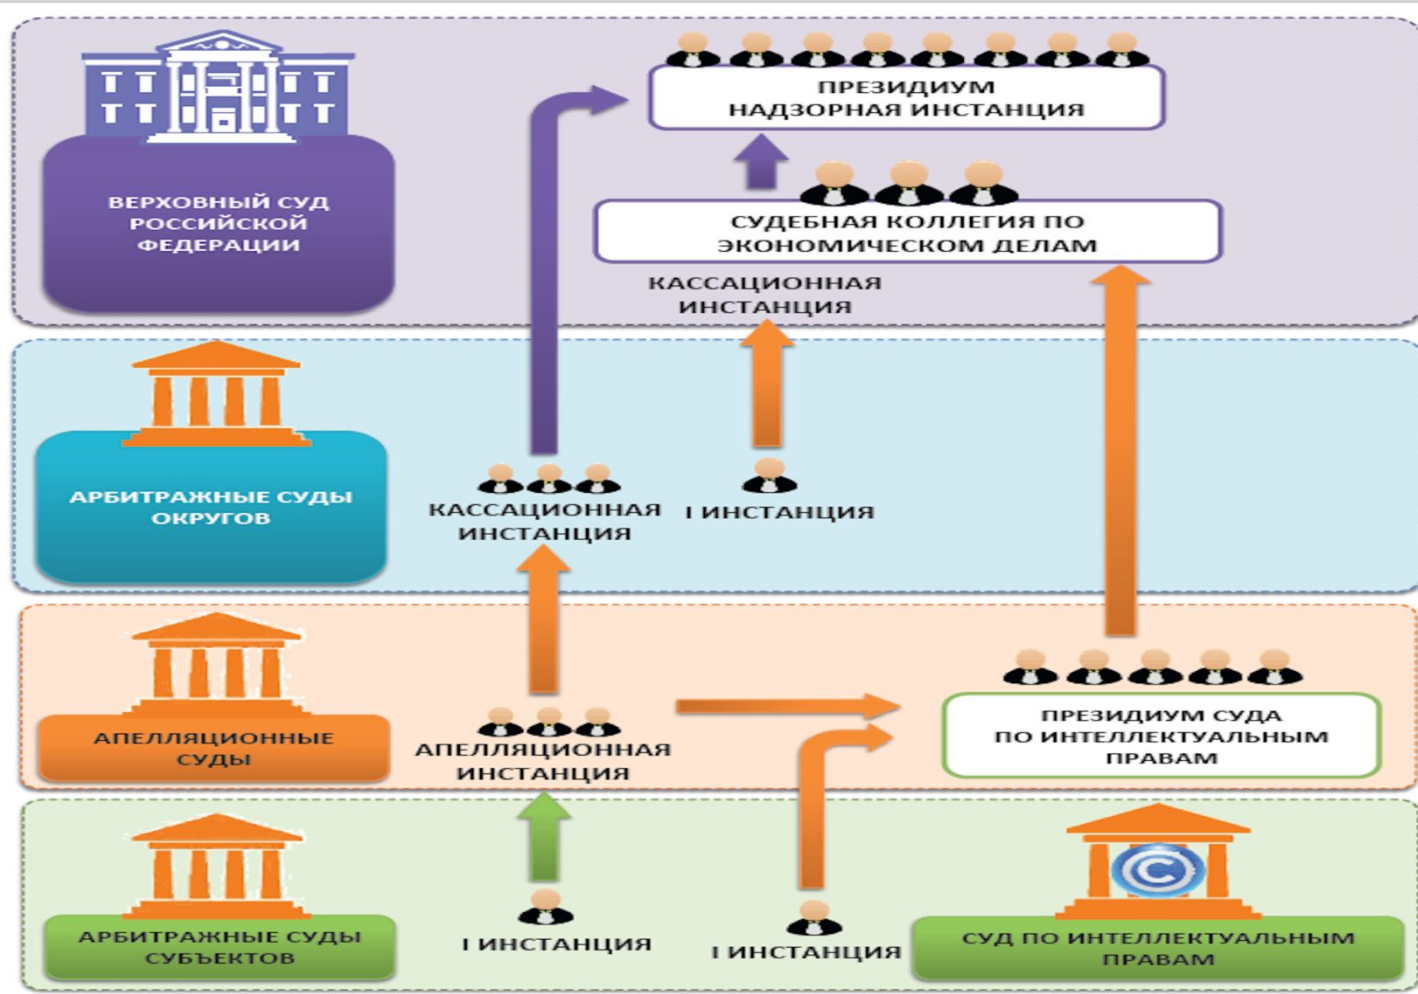 ПРЕЗИДИУМ
НАДЗОРНАЯ ИНСТАНЦИЯ
ВЕРХОВНЫЙ СУД
РОССИЙСКОЙ
ФЕДЕРАЦИИ
СУДЕБНАЯ КОЛЛЕГИЯ ПО
ЭКОНОМИЧЕСКОМ ДЕЛАМ
КАССАЦИОННАЯ
ИНСТАНЦИЯ
АРБИТРАЖНЫЕ СУДЫ
ОКРУГОВ
КАССАЦИОННАЯ
ИНСТАНЦИЯ
I ИНСТАНЦИЯ
АПЕЛЛЯЦИОННЫЕ
СУДЫ
АПЕЛЛЯЦИОННАЯ
ИНСТАНЦИЯ
ПРЕЗИДИУМ СУДА
ПО ИНТЕЛЛЕКТУАЛЬНЫМ
ПРАВАМ
АРБИТРАЖНЫЕ СУДЫ
СУБЪЕКТОВ
I ИНСТАНЦИЯ
I ИНСТАНЦИЯ
©
СУД ПО ИНТЕЛЛЕКТУАЛЬНЫМ
ПРАВАМ